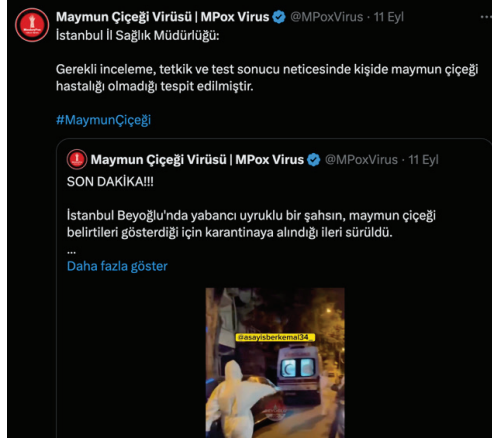 Maymun Çiçeği Virüsü | MPox Virus @MPoxVirus · 11 Eyl ...
İstanbul İl Sağlık Müdürlüğü:
Gerekli inceleme, tetkik ve test sonucu neticesinde kişide maymun çiçeği
hastalığı olmadığı tespit edilmiştir.
#MaymunÇiçeği
Maymun Çiçeği Virüsü | MPox Virus @MPoxVirus · 11 Eyl
SON DAKİKA!!!
İstanbul Beyoğlu'nda yabancı uyruklu bir şahsın, maymun çiçeği
belirtileri gösterdiği için karantinaya alındığı ileri sürüldü.
...
Daha fazla göster
@asayisberkemal34_